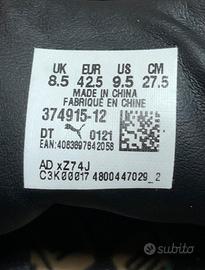 UK EUR US CM
8.5 42.5 9.5 27.5
MADE IN CHINA
FABRIQUÉ EN CHINE
374915-12
DT 0121
EAN:4063697642058
AD xZ74J
C3K00017 4800447029_2
subito